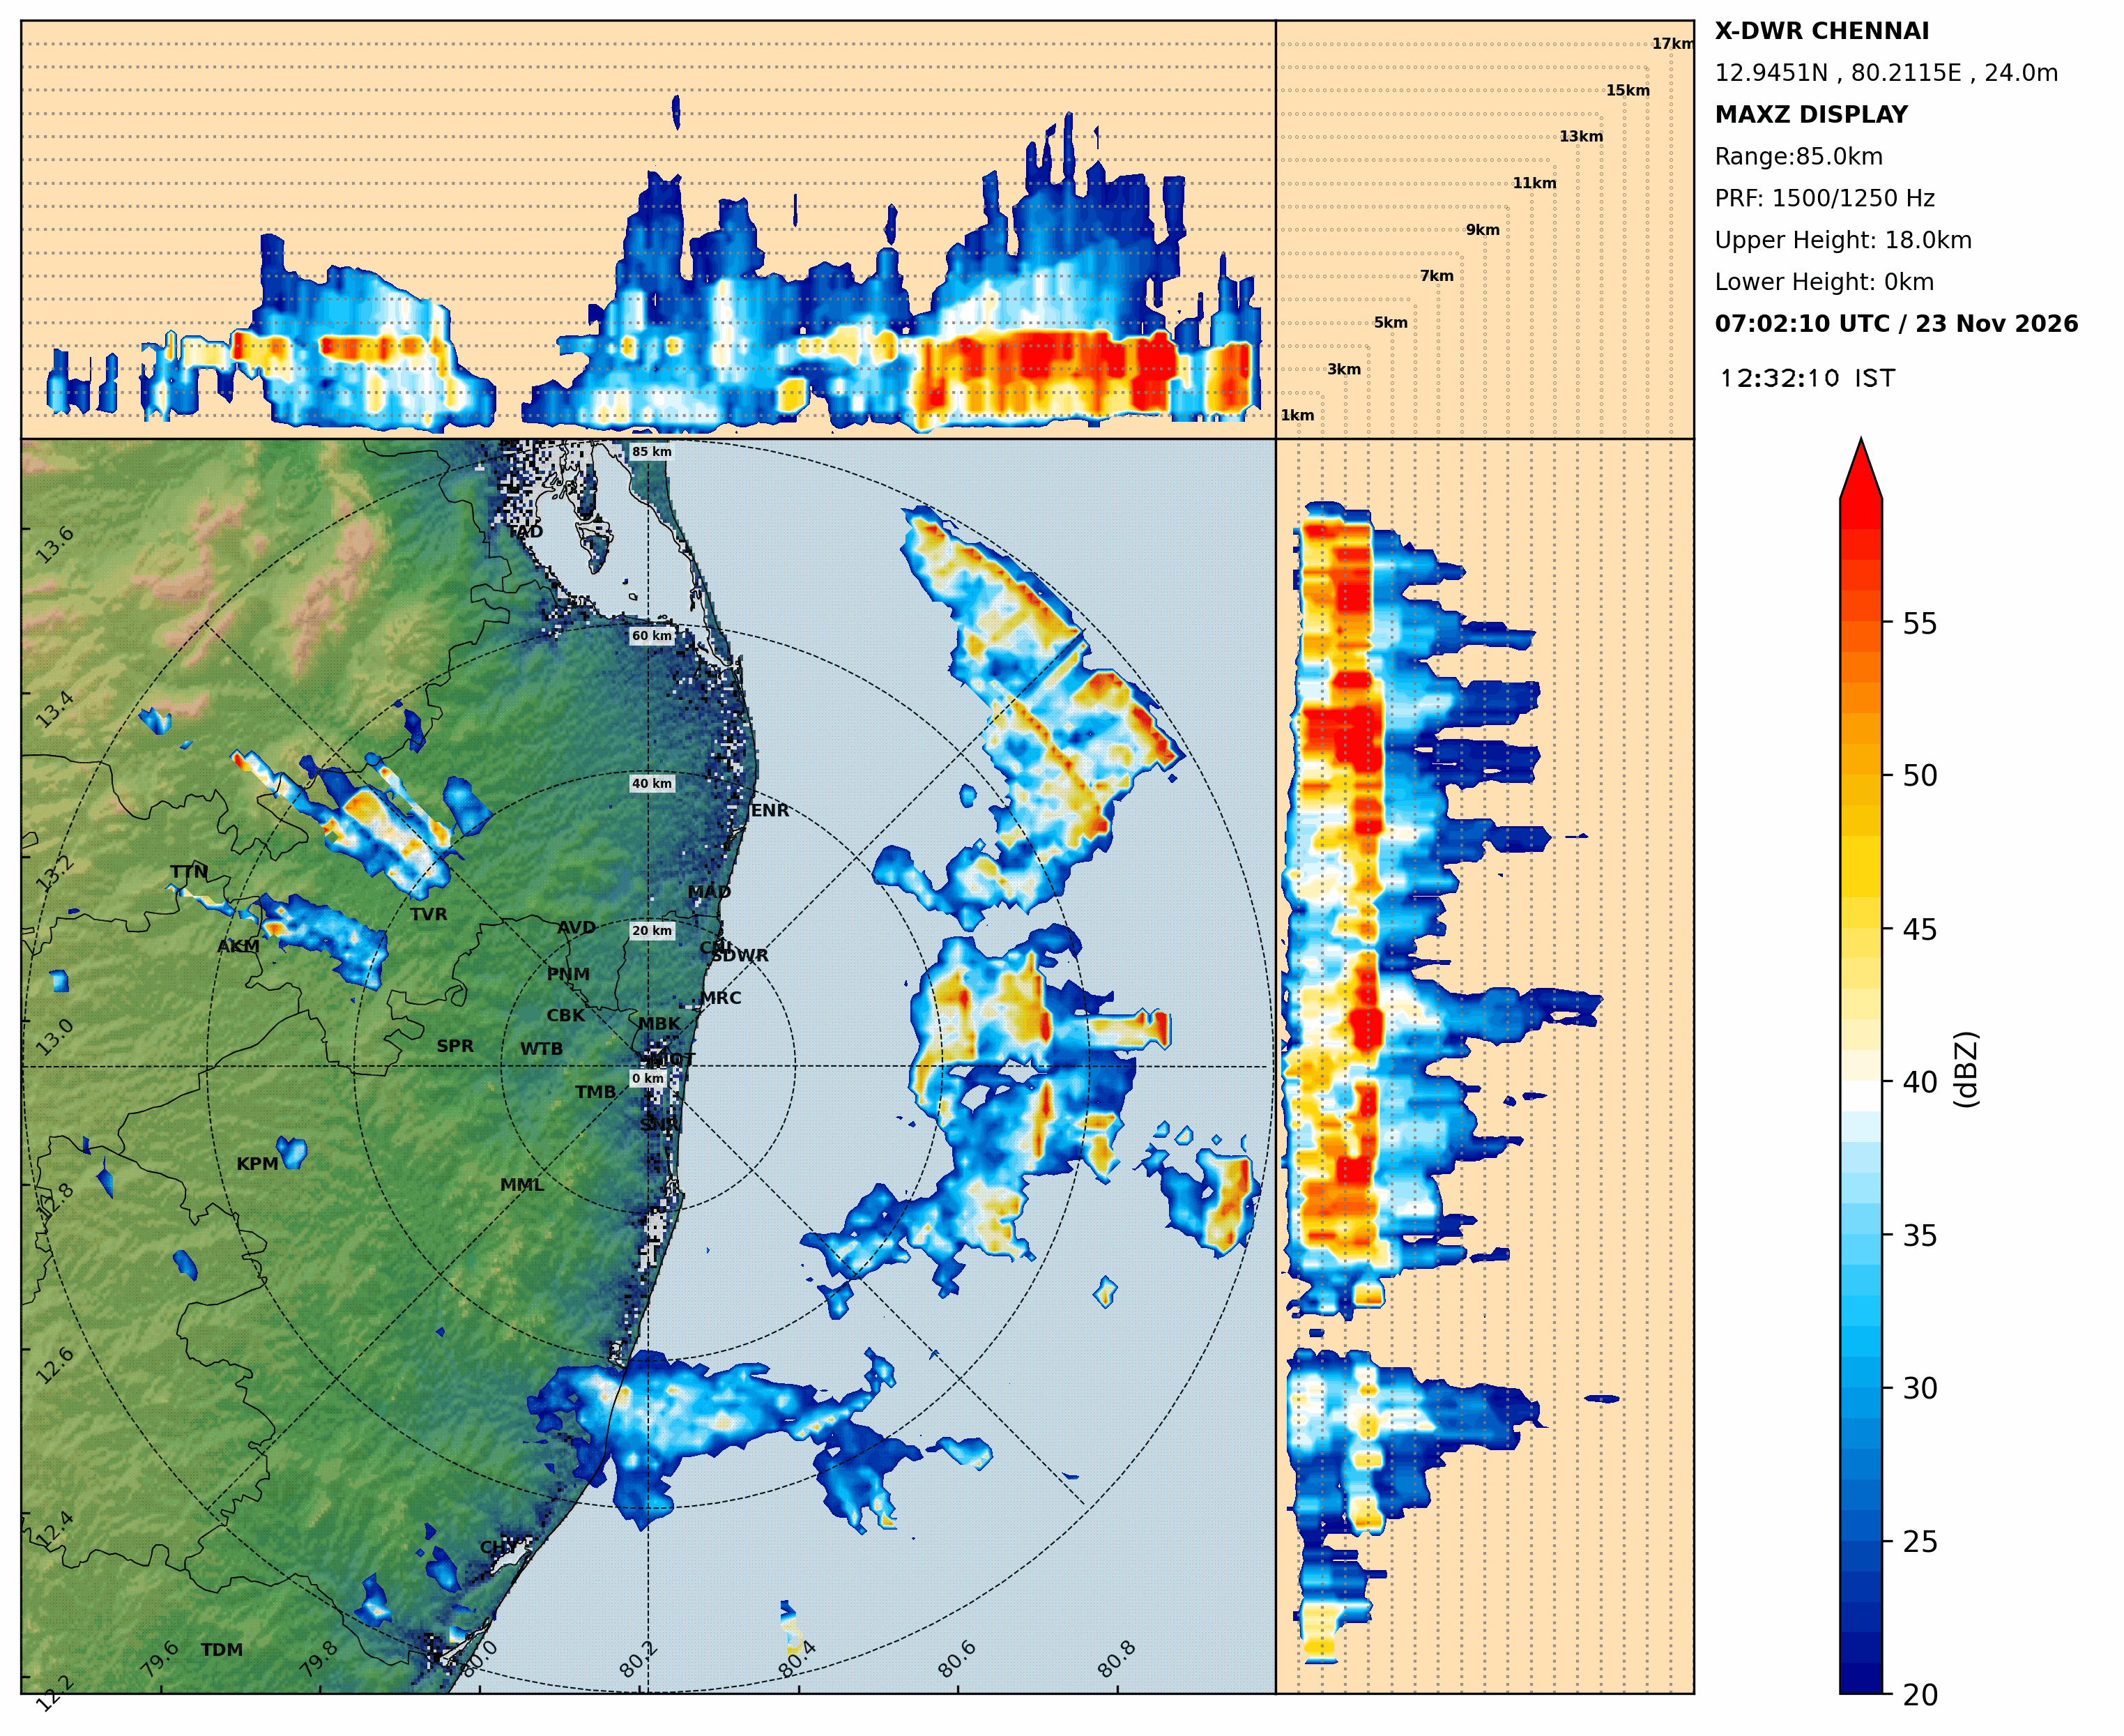 X-DWR CHENNAI
12.9451N , 80.2115E , 24.0m
MAXZ DISPLAY
Range:85.0km
PRF: 1500/1250 Hz
Upper Height: 18.0km
Lower Height: 0km
07:02:10 UTC / 23 Nov 2026
12:32:10 IST
17km
15km
13km
11km
9km
7km
5km
3km
1km
85 km
60 km
40 km
20 km
0 km
TAD
ENR
TTN
MAD
TVR
AVD
AKM
SDWR
PNM
MRC
CBK
MBK
SPR
WTB
TMB
SNR
KPM
MML
CHY
TDM
13.6
13.4
13.2
13.0
12.8
12.6
12.4
12.2
79.6
79.8
80.0
80.2
80.4
80.6
80.8
55
50
45
40
35
30
25
20
(dBZ)